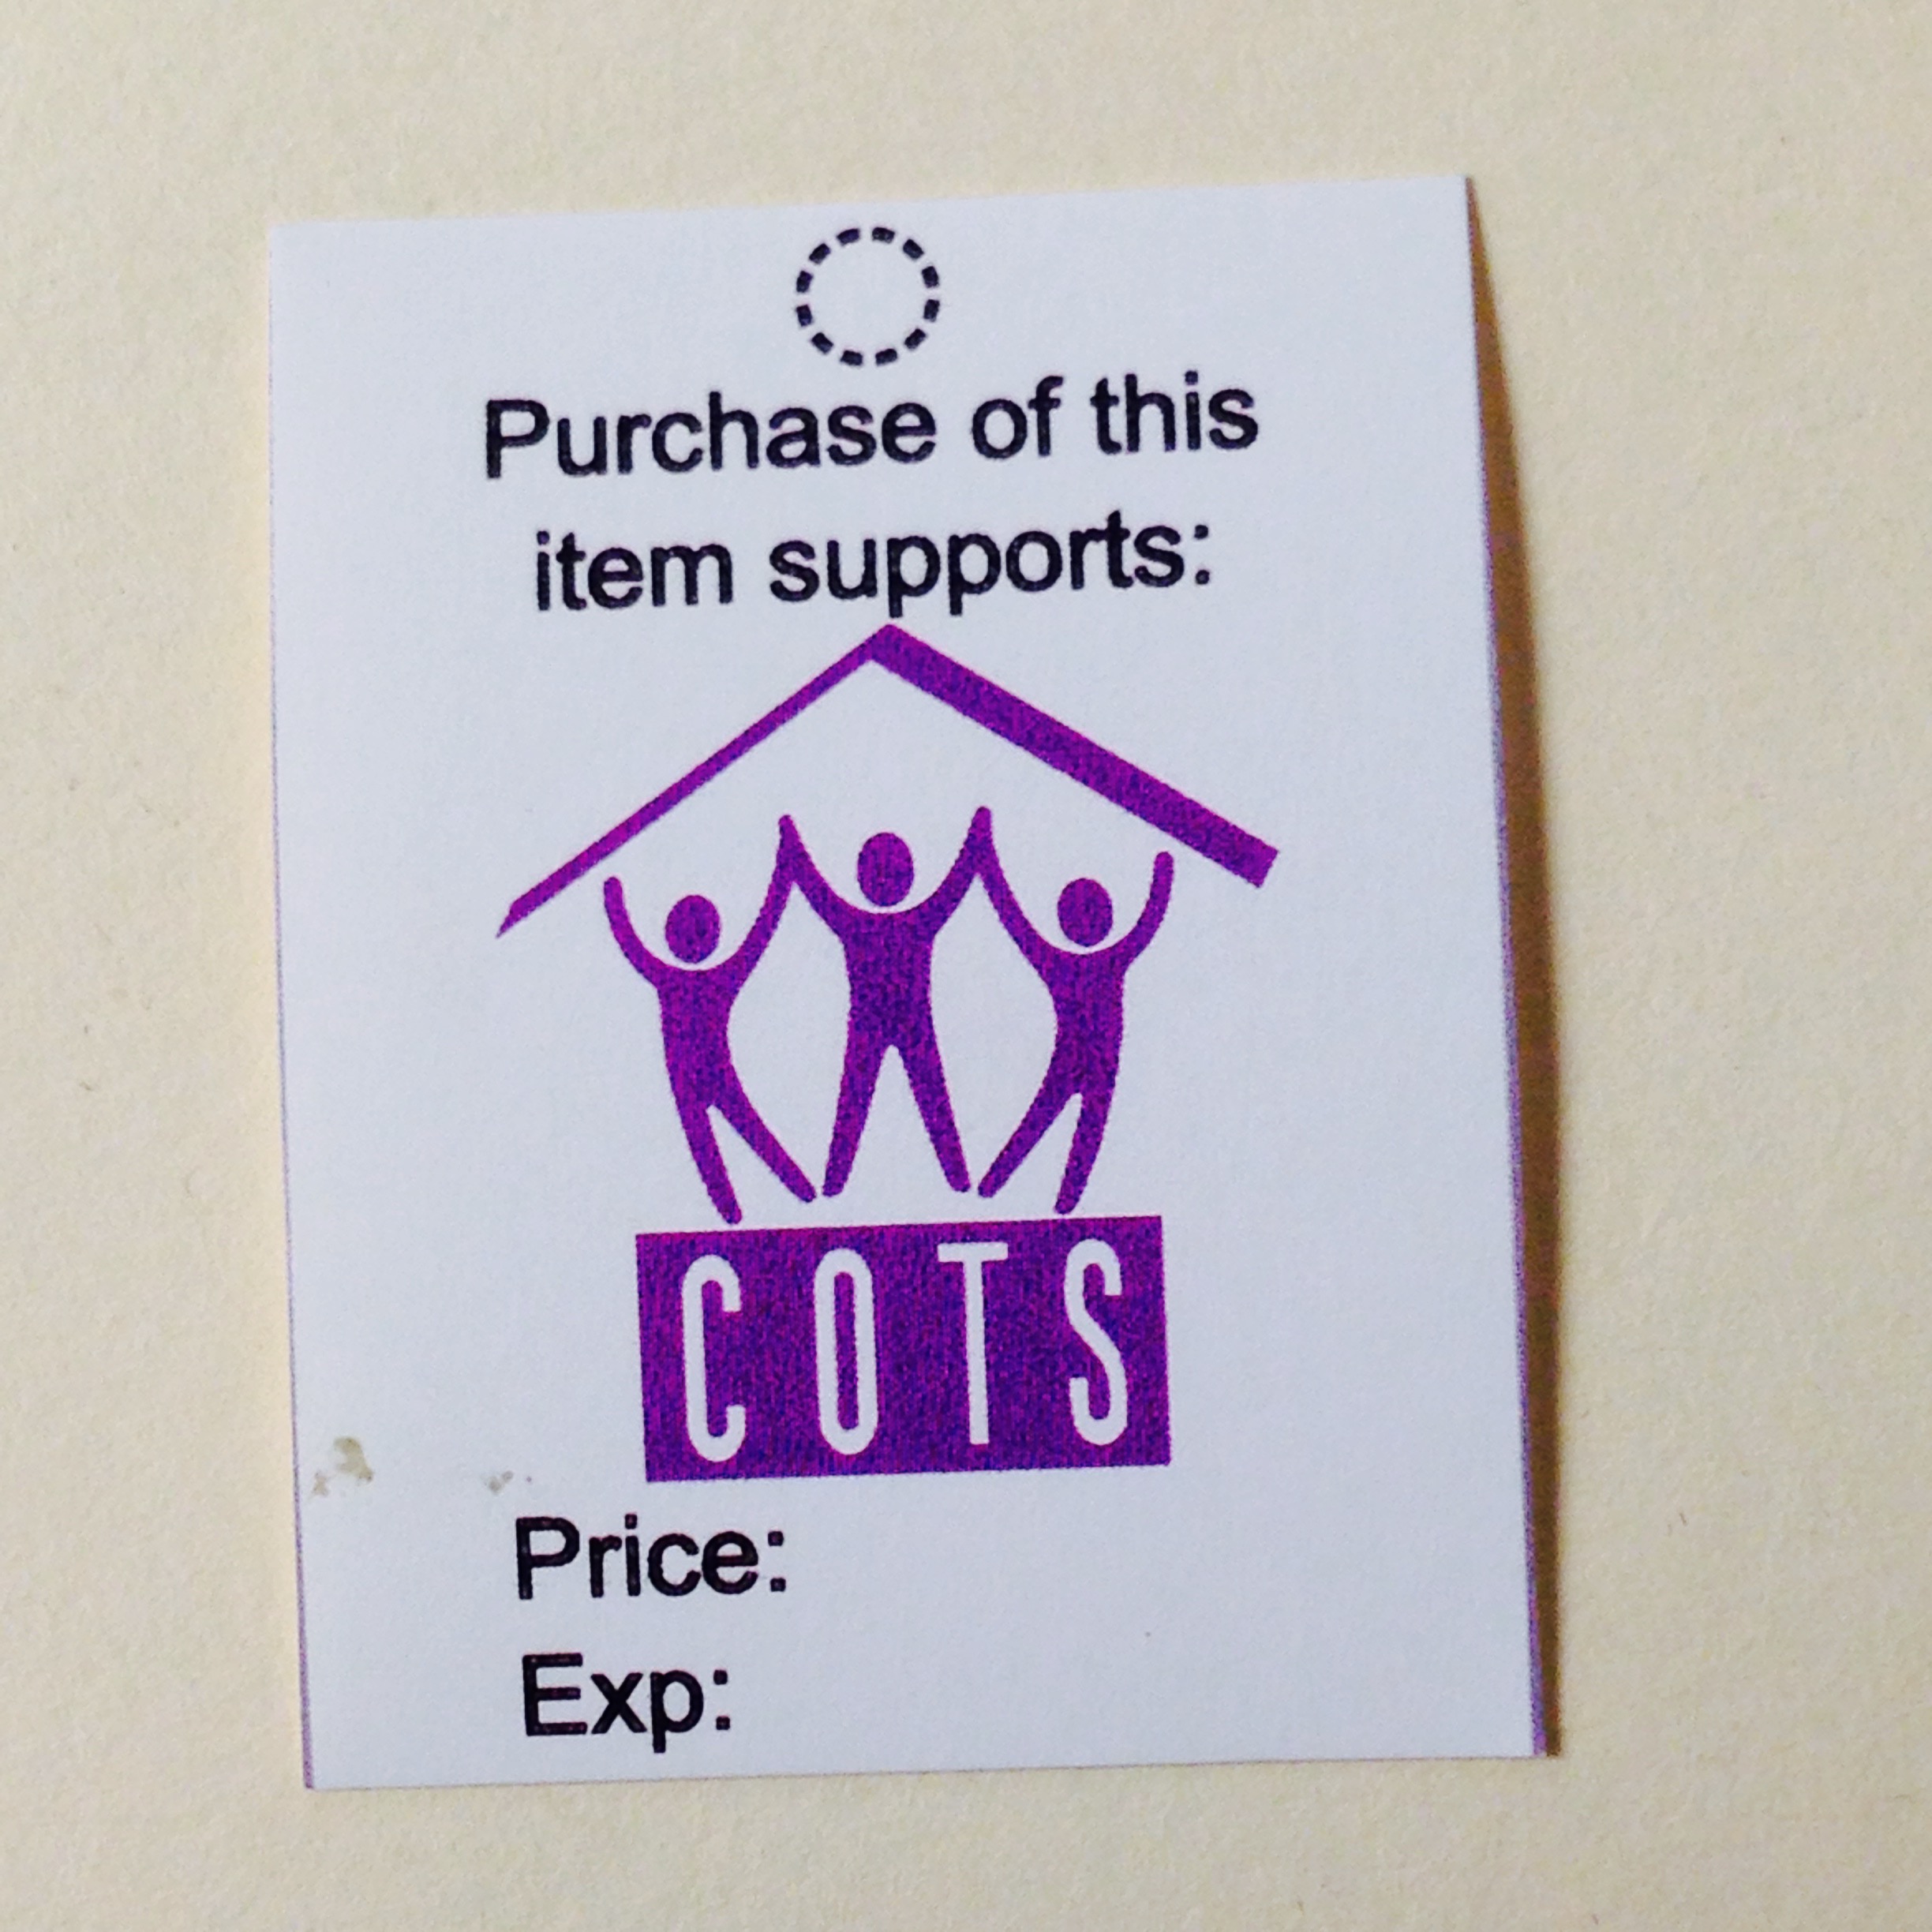 Purchase of this
item supports:
COTS
Price:
Exp: